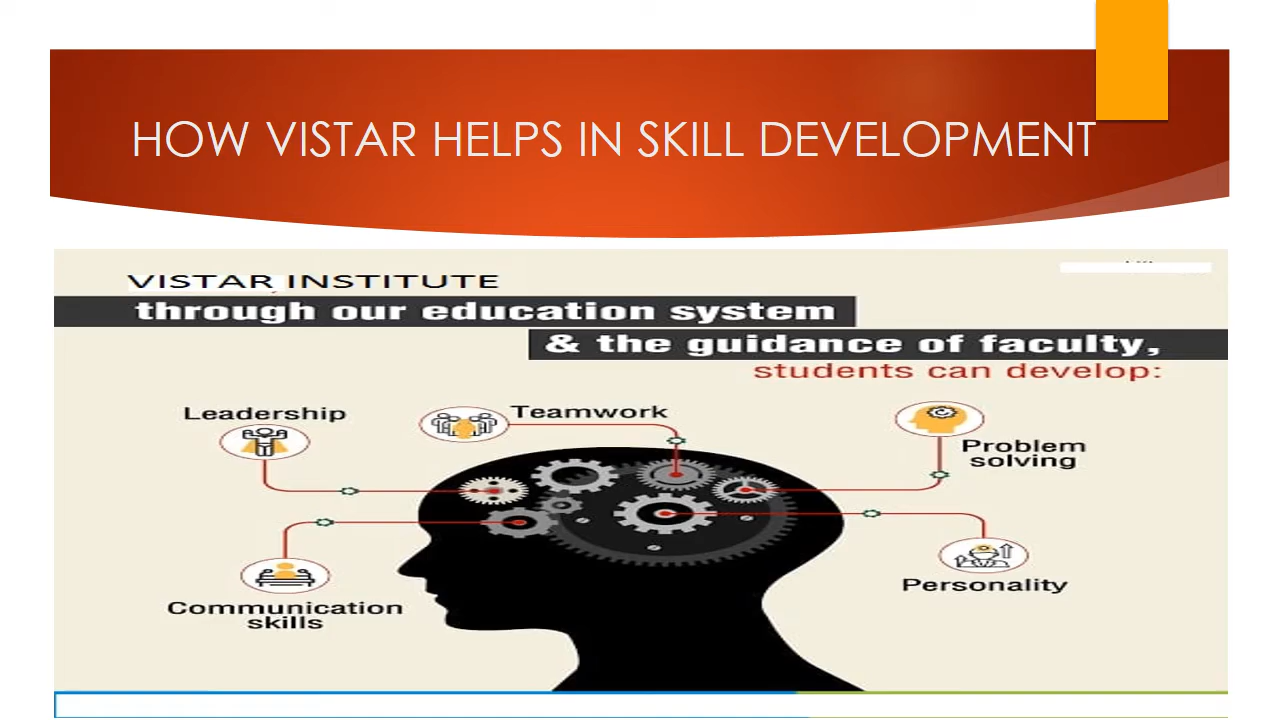 HOW VISTAR HELPS IN SKILL DEVELOPMENT
VISTAR INSTITUTE
through our education system
& the guidance of faculty,
students can develop:
Leadership
Teamwork
Problem
solving
Communication
skills
Personality